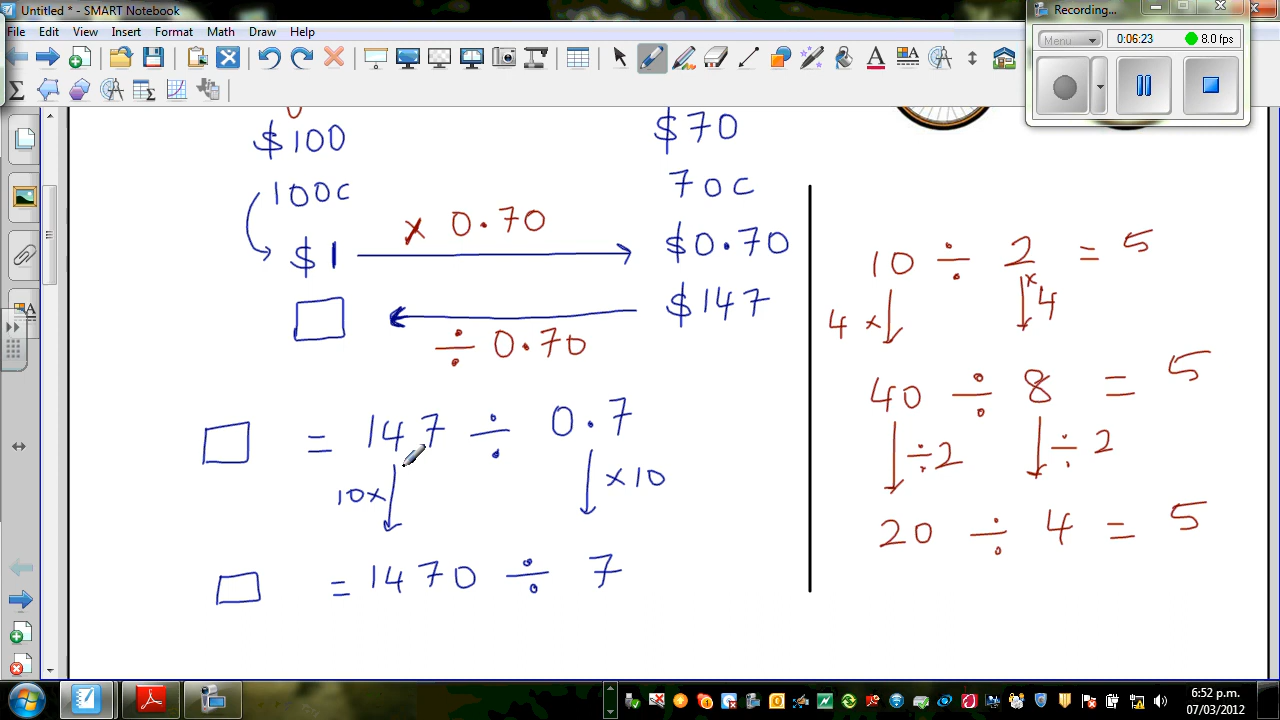 Untitled * - SMART Notebook
File Edit View Insert Format Math Draw Help
Recording...
Menu
0:06:23
8.0 fps
$100
$70
100c
70c
× 0.70
$1
$0.70
□
$147
÷ 0.70
□ = 147 ÷ 0.7
10×
×10
□ = 1470 ÷ 7
10 ÷ 2 = 5
4 ×
× 4
40 ÷ 8 = 5
÷2
÷ 2
20 ÷ 4 = 5
6:52 p.m.
07/03/2012